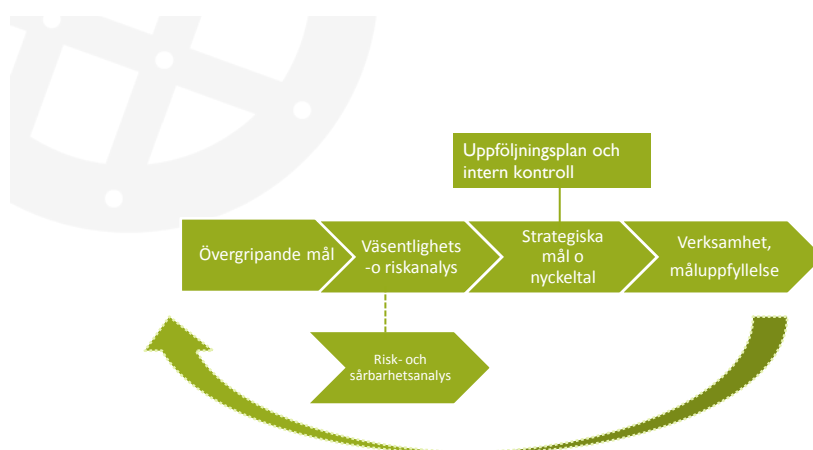 Uppföljningsplan och
intern kontroll
Övergripande mål
Väsentlighets
-o riskanalys
Strategiska
mål o
nyckeltal
Verksamhet,
måluppfyllelse
Risk- och
sårbarhetsanalys